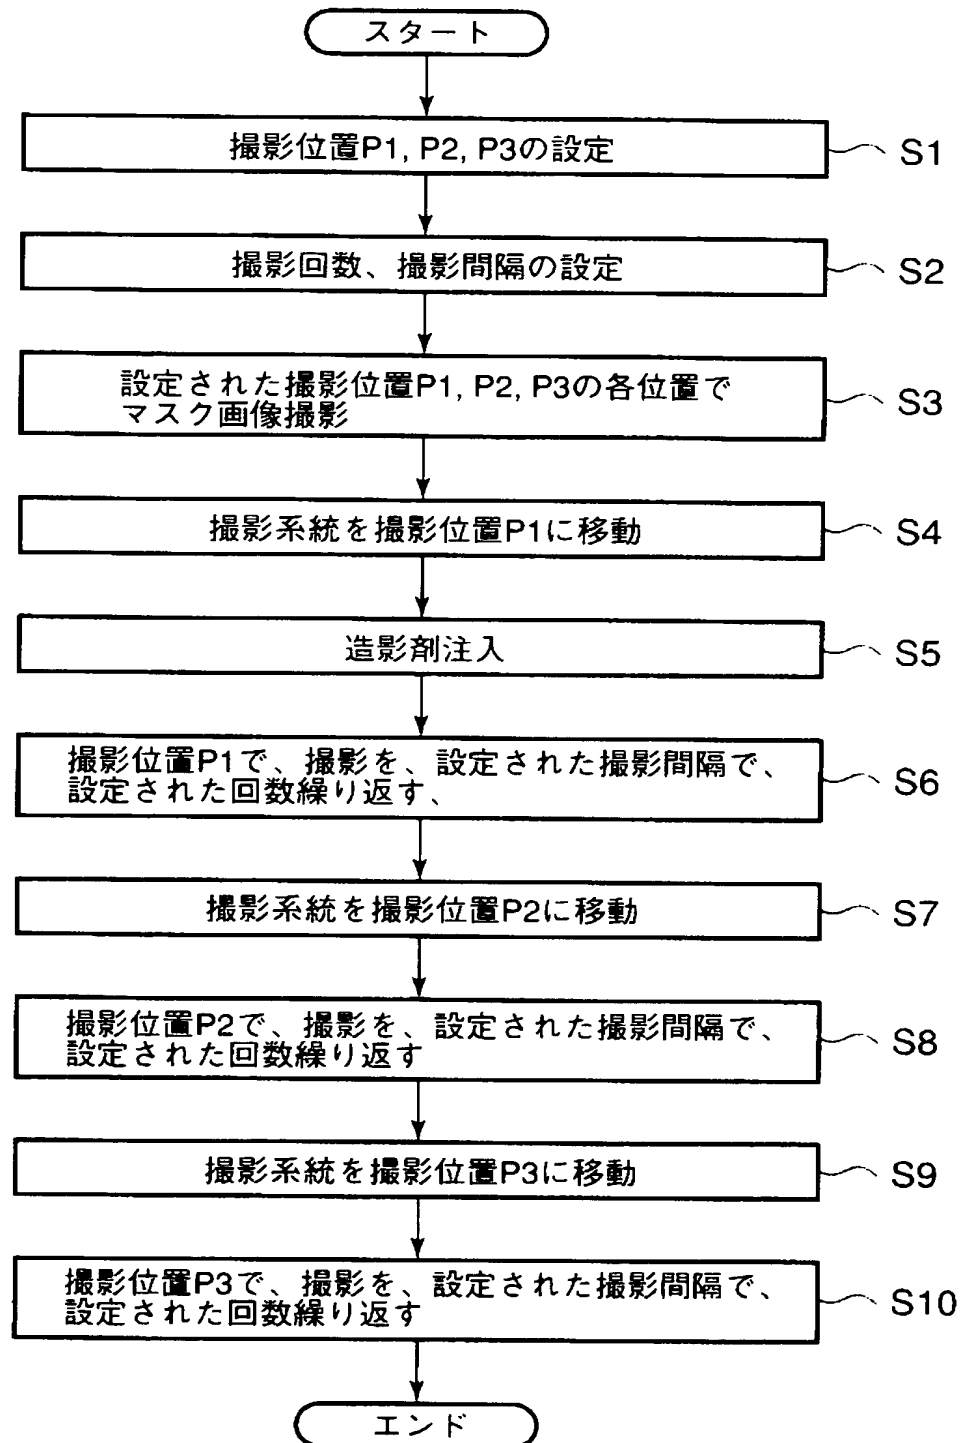 スタート
撮影位置P1, P2, P3の設定
S1
撮影回数、撮影間隔の設定
S2
設定された撮影位置P1, P2, P3の各位置で
マスク画像撮影
S3
撮影系統を撮影位置P1に移動
S4
造影剤注入
S5
撮影位置P1で、撮影を、設定された撮影間隔で、
設定された回数繰り返す、
S6
撮影系統を撮影位置P2に移動
S7
撮影位置P2で、撮影を、設定された撮影間隔で、
設定された回数繰り返す
S8
撮影系統を撮影位置P3に移動
S9
撮影位置P3で、撮影を、設定された撮影間隔で、
設定された回数繰り返す
S10
エンド